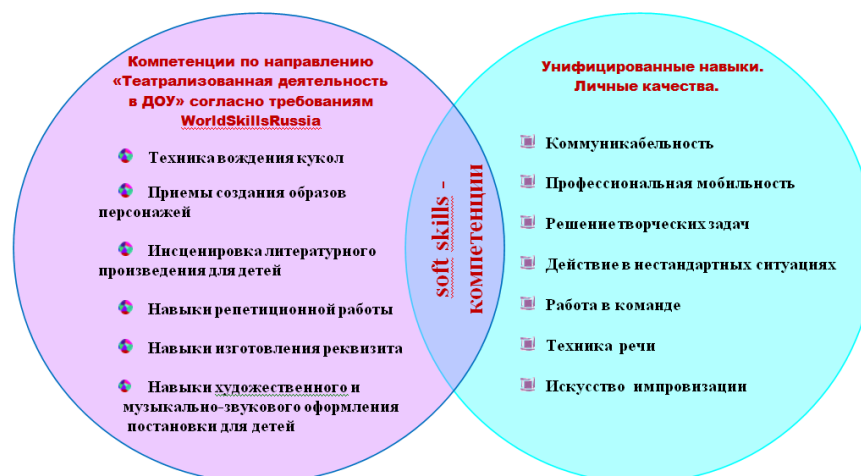 Компетенции по направлению
«Театрализованная деятельность
в ДОУ» согласно требованиям
WorldSkillsRussia
Техника вождения кукол
Приемы создания образов
персонажей
Инсценировка литературного
произведения для детей
Навыки репетиционной работы
Навыки изготовления реквизита
Навыки художественного и
музыкально-звукового оформления
постановки для детей
soft skills -
компетенции
Унифицированные навыки.
Личные качества.
Коммуникабельность
Профессиональная мобильность
Решение творческих задач
Действие в нестандартных ситуациях
Работа в команде
Техника речи
Искусство импровизации